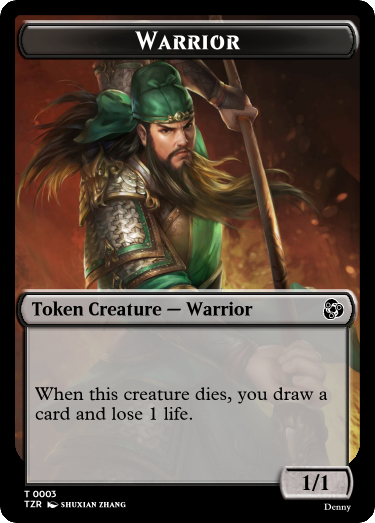 WARRIOR
Token Creature — Warrior
When this creature dies, you draw a
card and lose 1 life.
1/1
T 0003
TZR SHUXIAN ZHANG
Denny